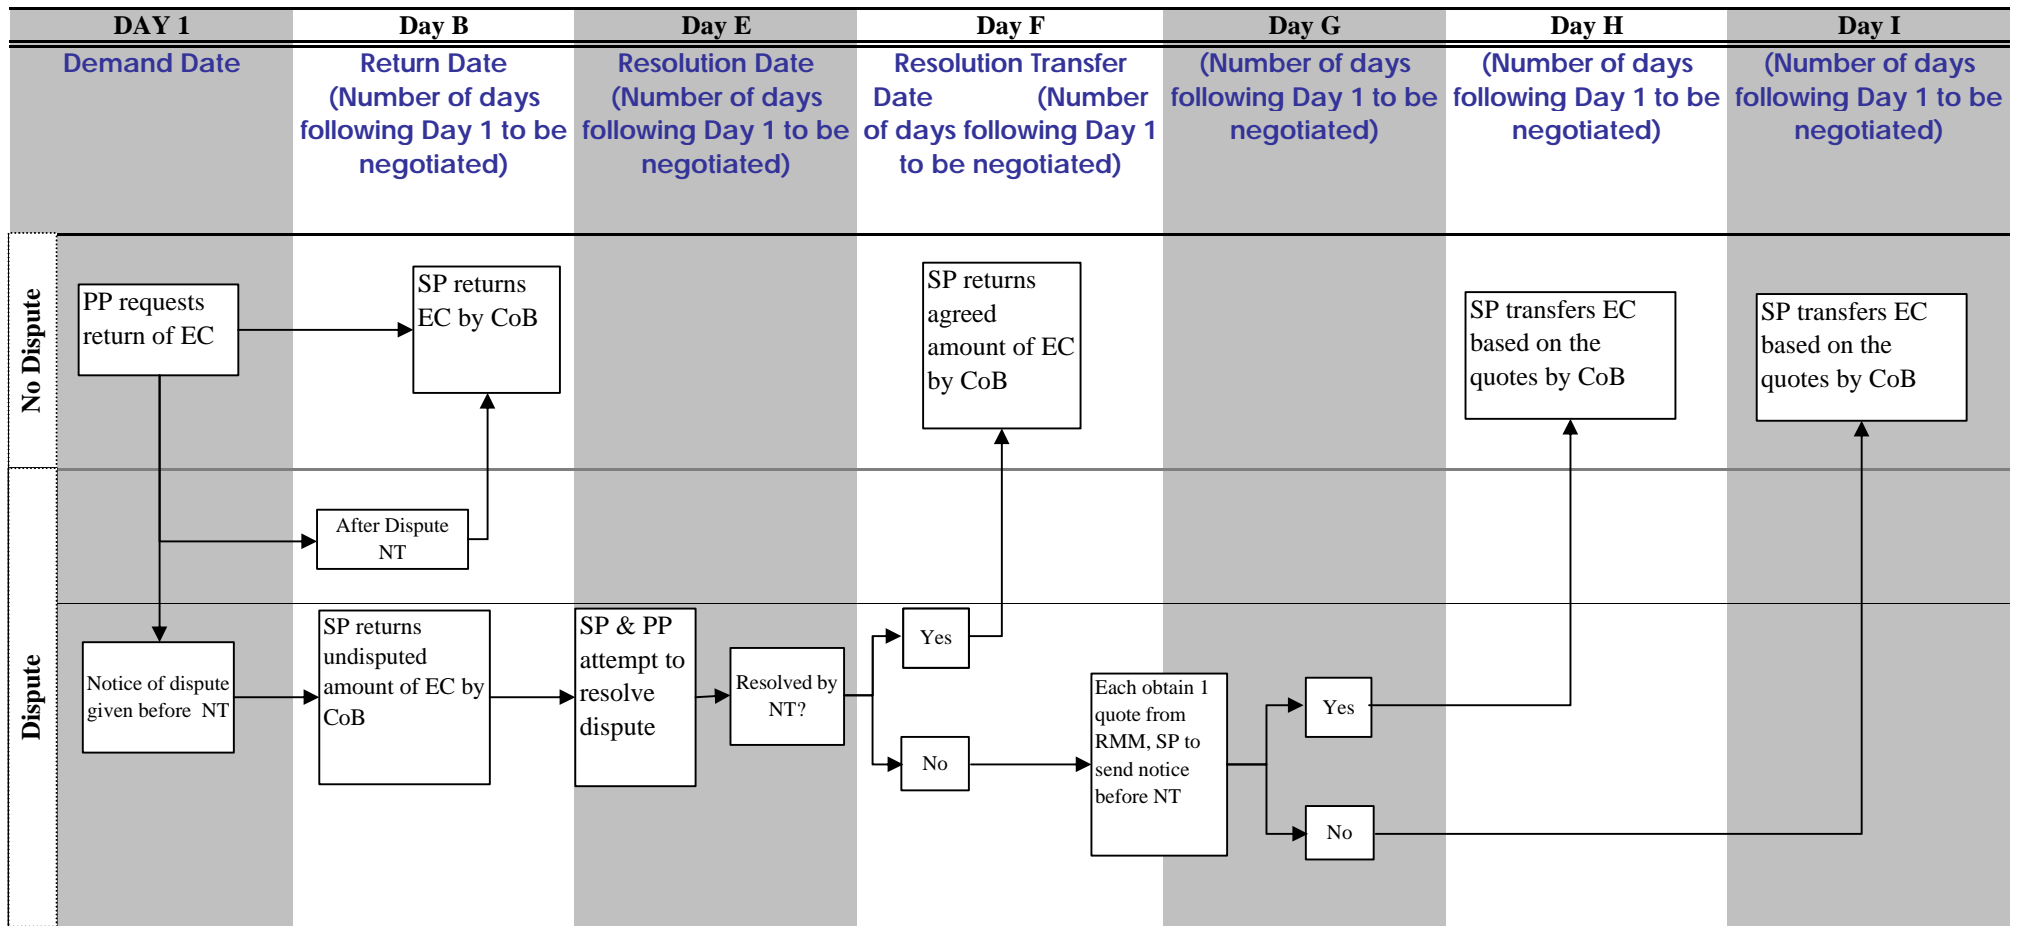 DAY 1
Day B
Day E
Day F
Day G
Day H
Day I
Demand Date
Return Date
(Number of days
following Day 1 to be
negotiated)
Resolution Date
(Number of days
following Day 1 to be
negotiated)
Resolution Transfer
Date (Number
of days following Day 1
to be negotiated)
(Number of days
following Day 1 to be
negotiated)
(Number of days
following Day 1 to be
negotiated)
(Number of days
following Day 1 to be
negotiated)
No Dispute
PP requests
return of EC
SP returns
EC by CoB
SP returns
agreed
amount of EC
by CoB
SP transfers EC
based on the
quotes by CoB
SP transfers EC
based on the
quotes by CoB
After Dispute
NT
Dispute
Notice of dispute
given before NT
SP returns
undisputed
amount of EC by
CoB
SP & PP
attempt to
resolve
dispute
Resolved by
NT?
Yes
No
Each obtain 1
quote from
RMM, SP to
send notice
before NT
Yes
No